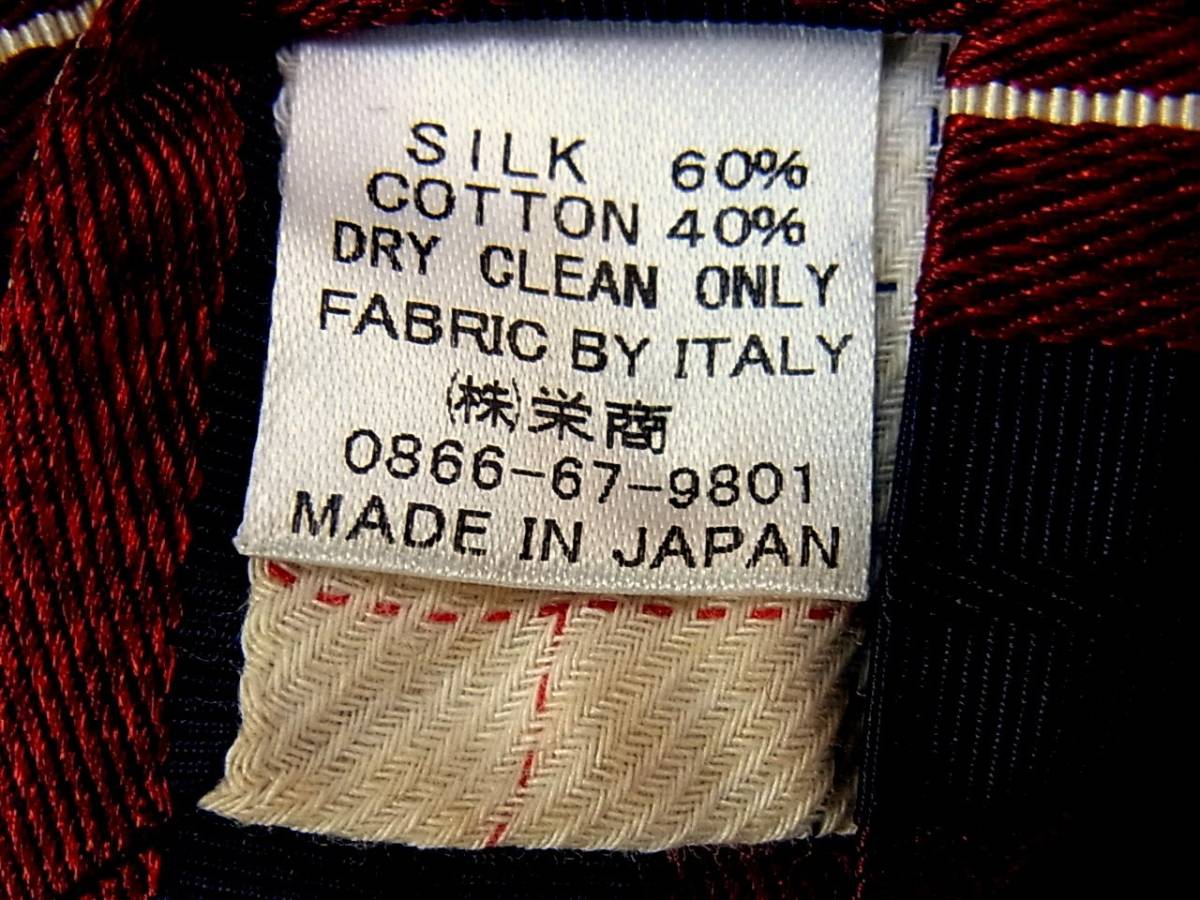 SILK 60%
COTTON 40%
DRY CLEAN ONLY
FABRIC BY ITALY
㈱栄商
0866-67-9801
MADE IN JAPAN